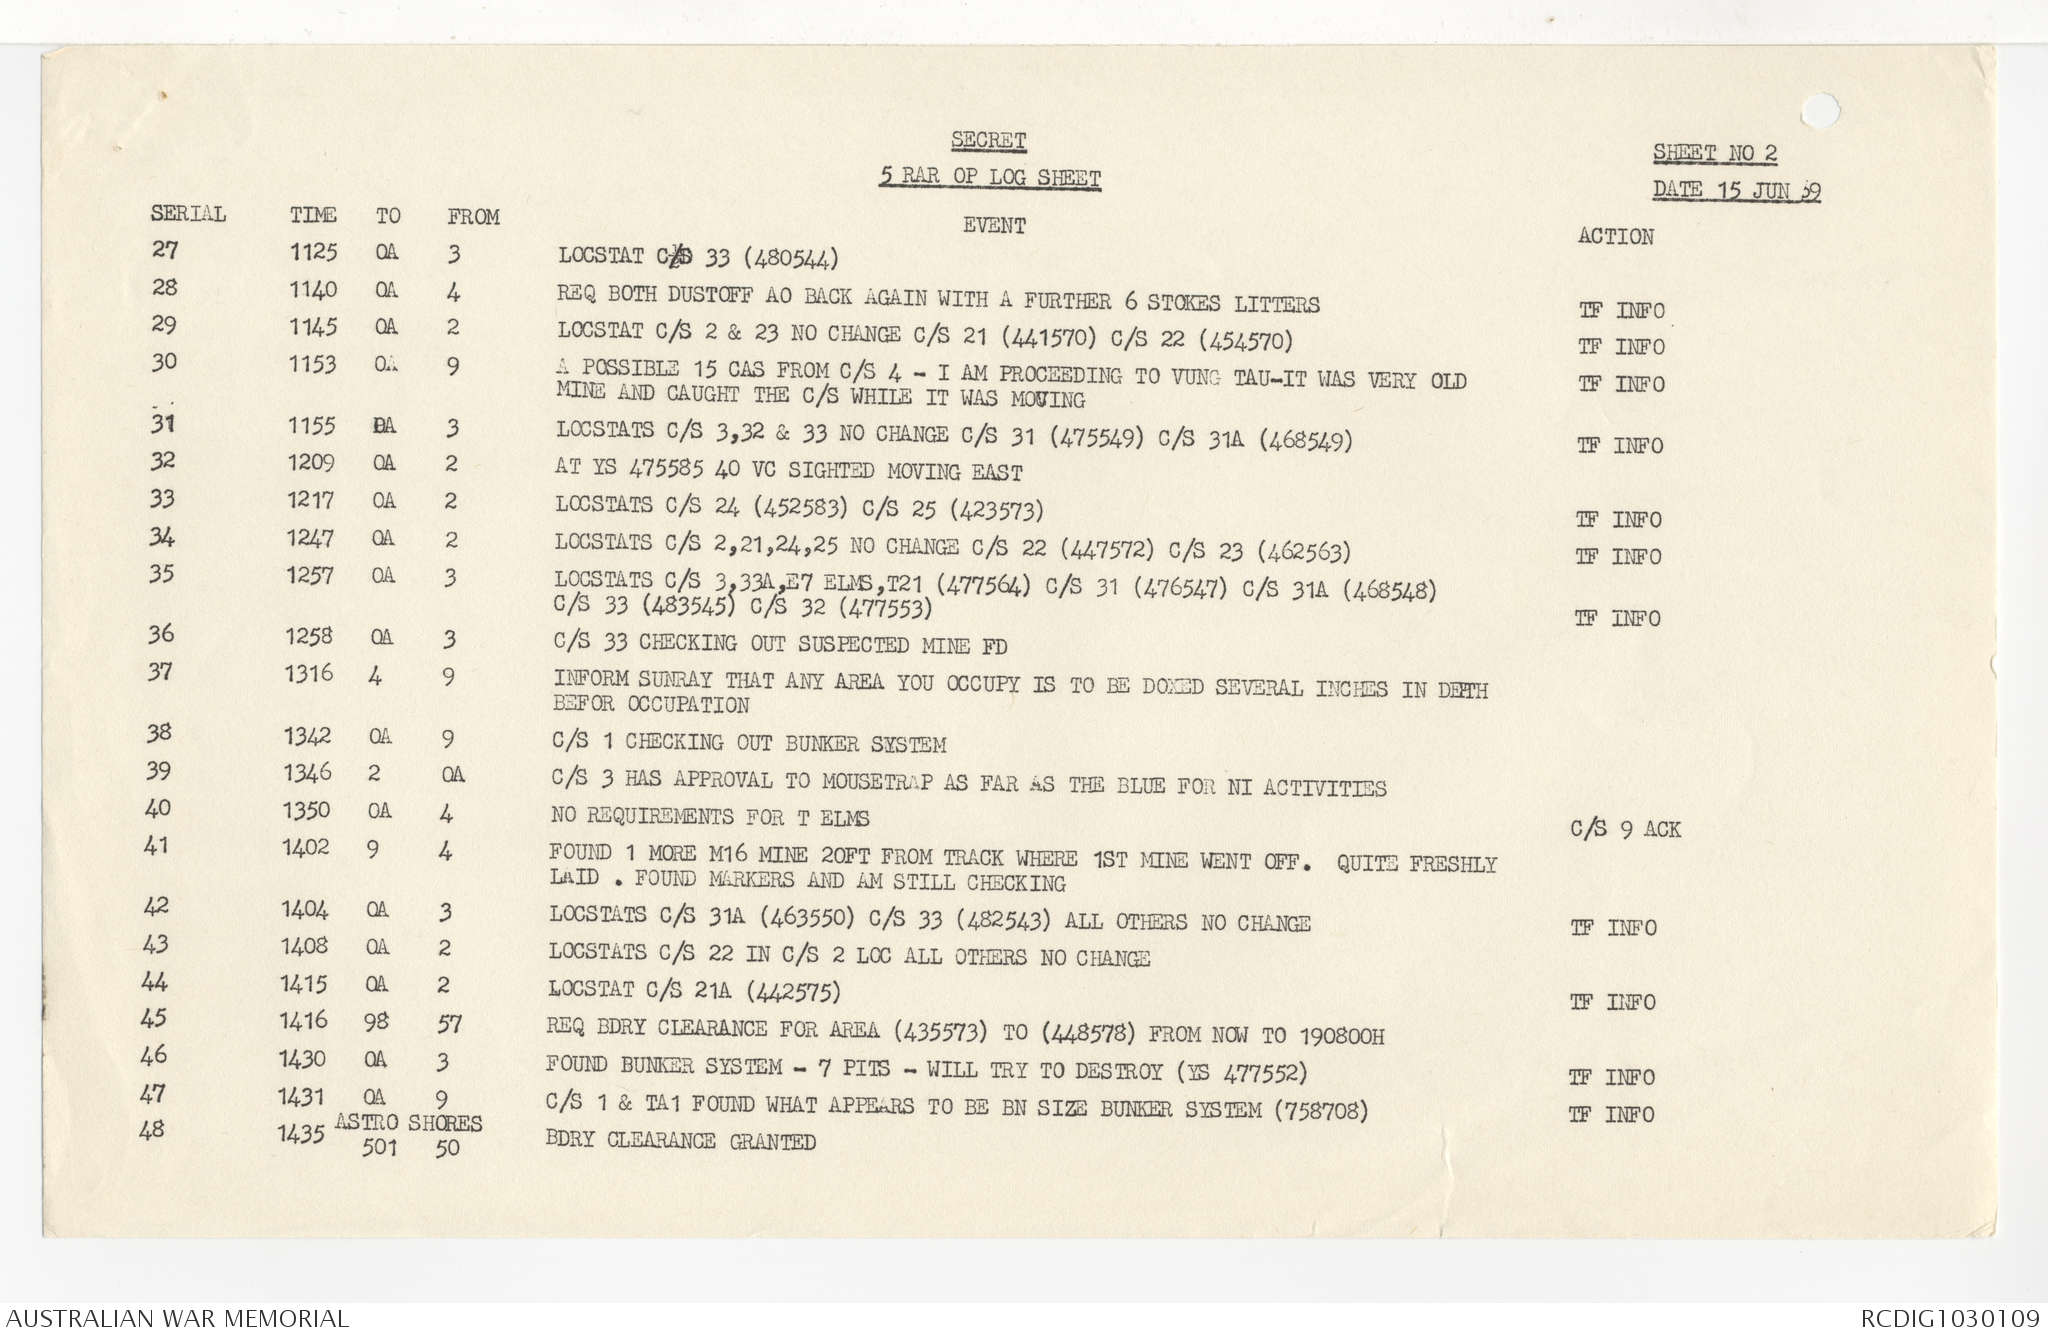 SECRET
5 RAR OP LOG SHEET
SHEET NO 2
DATE 15 JUN 69
SERIAL TIME TO FROM EVENT ACTION
27 1125 OA 3 LOCSTAT C/S 33 (480544)
28 1140 OA 4 REQ BOTH DUSTOFF AO BACK AGAIN WITH A FURTHER 6 STOKES LITTERS TF INFO
29 1145 OA 2 LOCSTAT C/S 2 & 23 NO CHANGE C/S 21 (441570) C/S 22 (454570) TF INFO
30 1153 OA 9 A POSSIBLE 15 CAS FROM C/S 4 - I AM PROCEEDING TO VUNG TAU-IT WAS VERY OLD TF INFO
MINE AND CAUGHT THE C/S WHILE IT WAS MOVING
31 1155 OA 3 LOCSTATS C/S 3,32 & 33 NO CHANGE C/S 31 (475549) C/S 31A (468549) TF INFO
32 1209 OA 2 AT YS 475585 40 VC SIGHTED MOVING EAST
33 1217 OA 2 LOCSTATS C/S 24 (452583) C/S 25 (423573) TF INFO
34 1247 OA 2 LOCSTATS C/S 2,21,24,25 NO CHANGE C/S 22 (447572) C/S 23 (462563) TF INFO
35 1257 OA 3 LOCSTATS C/S 3,33A,E7 ELMS,T21 (477564) C/S 31 (476547) C/S 31A (468548)
C/S 33 (483545) C/S 32 (477553) TF INFO
36 1258 OA 3 C/S 33 CHECKING OUT SUSPECTED MINE FD
37 1316 4 9 INFORM SUNRAY THAT ANY AREA YOU OCCUPY IS TO BE DOXED SEVERAL INCHES IN DEPTH
BEFOR OCCUPATION
38 1342 OA 9 C/S 1 CHECKING OUT BUNKER SYSTEM
39 1346 2 OA C/S 3 HAS APPROVAL TO MOUSETRAP AS FAR AS THE BLUE FOR NI ACTIVITIES
40 1350 OA 4 NO REQUIREMENTS FOR T ELMS C/S 9 ACK
41 1402 9 4 FOUND 1 MORE M16 MINE 20FT FROM TRACK WHERE 1ST MINE WENT OFF. QUITE FRESHLY
LAID . FOUND MARKERS AND AM STILL CHECKING
42 1404 OA 3 LOCSTATS C/S 31A (463550) C/S 33 (482543) ALL OTHERS NO CHANGE TF INFO
43 1408 OA 2 LOCSTATS C/S 22 IN C/S 2 LOC ALL OTHERS NO CHANGE
44 1415 OA 2 LOCSTAT C/S 21A (442575) TF INFO
45 1416 98 57 REQ BDRY CLEARANCE FOR AREA (435573) TO (448578) FROM NOW TO 190800H
46 1430 OA 3 FOUND BUNKER SYSTEM - 7 PITS - WILL TRY TO DESTROY (YS 477552) TF INFO
47 1431 OA 9 C/S 1 & TA1 FOUND WHAT APPEARS TO BE BN SIZE BUNKER SYSTEM (758708) TF INFO
ASTRO SHORES
48 1435 501 50 BDRY CLEARANCE GRANTED
AUSTRALIAN WAR MEMORIAL
RCDIG1030109